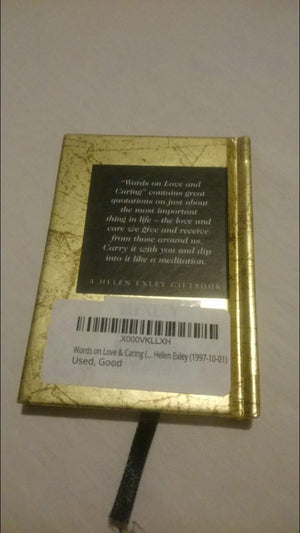 "Words on Love and
Caring" contains great
quotations on just about
the most important
thing in life – the love and
care we give and receive
from those around us.
Carry it with you and dip
into it like a meditation.
A HELEN EXLEY GIFTBOOK
X000VKLLXH
Words on Love & Caring (... Helen Exley (1997-10-01)
Used, Good